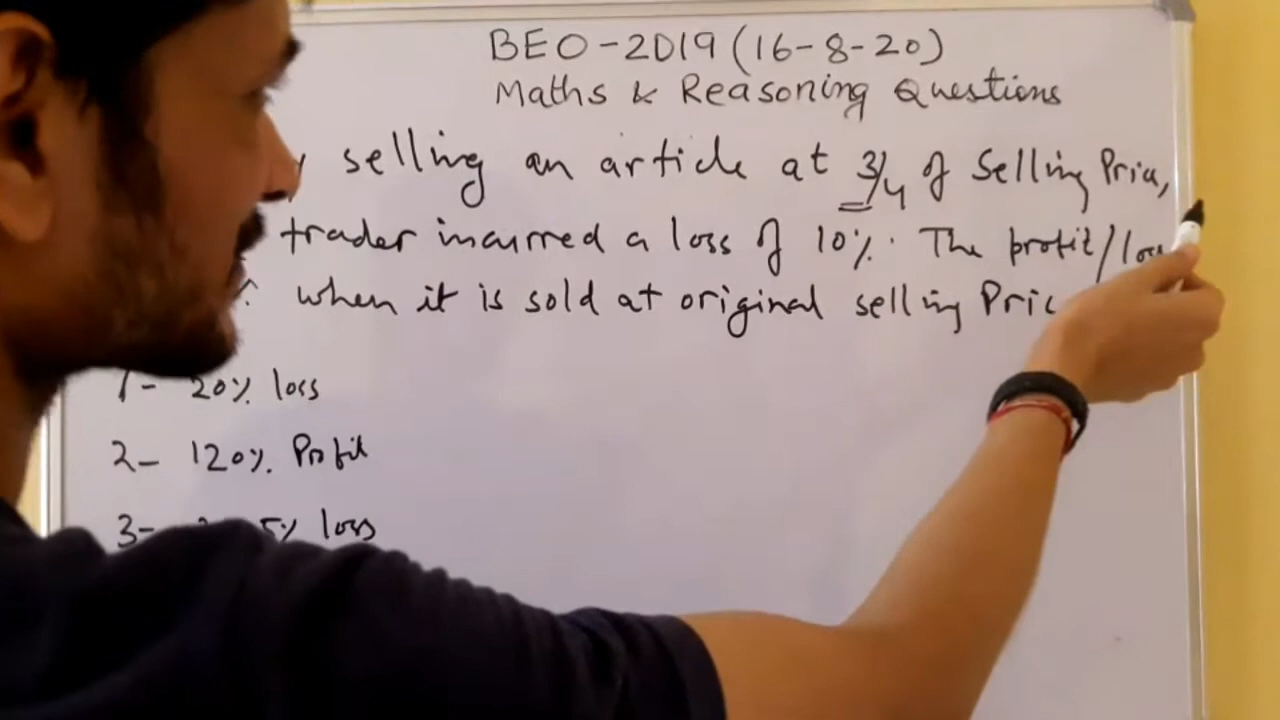 BEO-2019 (16-8-20)
Maths & Reasoning Questions
selling an article at 3/4 of Selling Price,
trader incurred a loss of 10%. The profit/loss
when it is sold at original selling Pric
1- 20% loss
2- 120% Profit
3- 5% loss